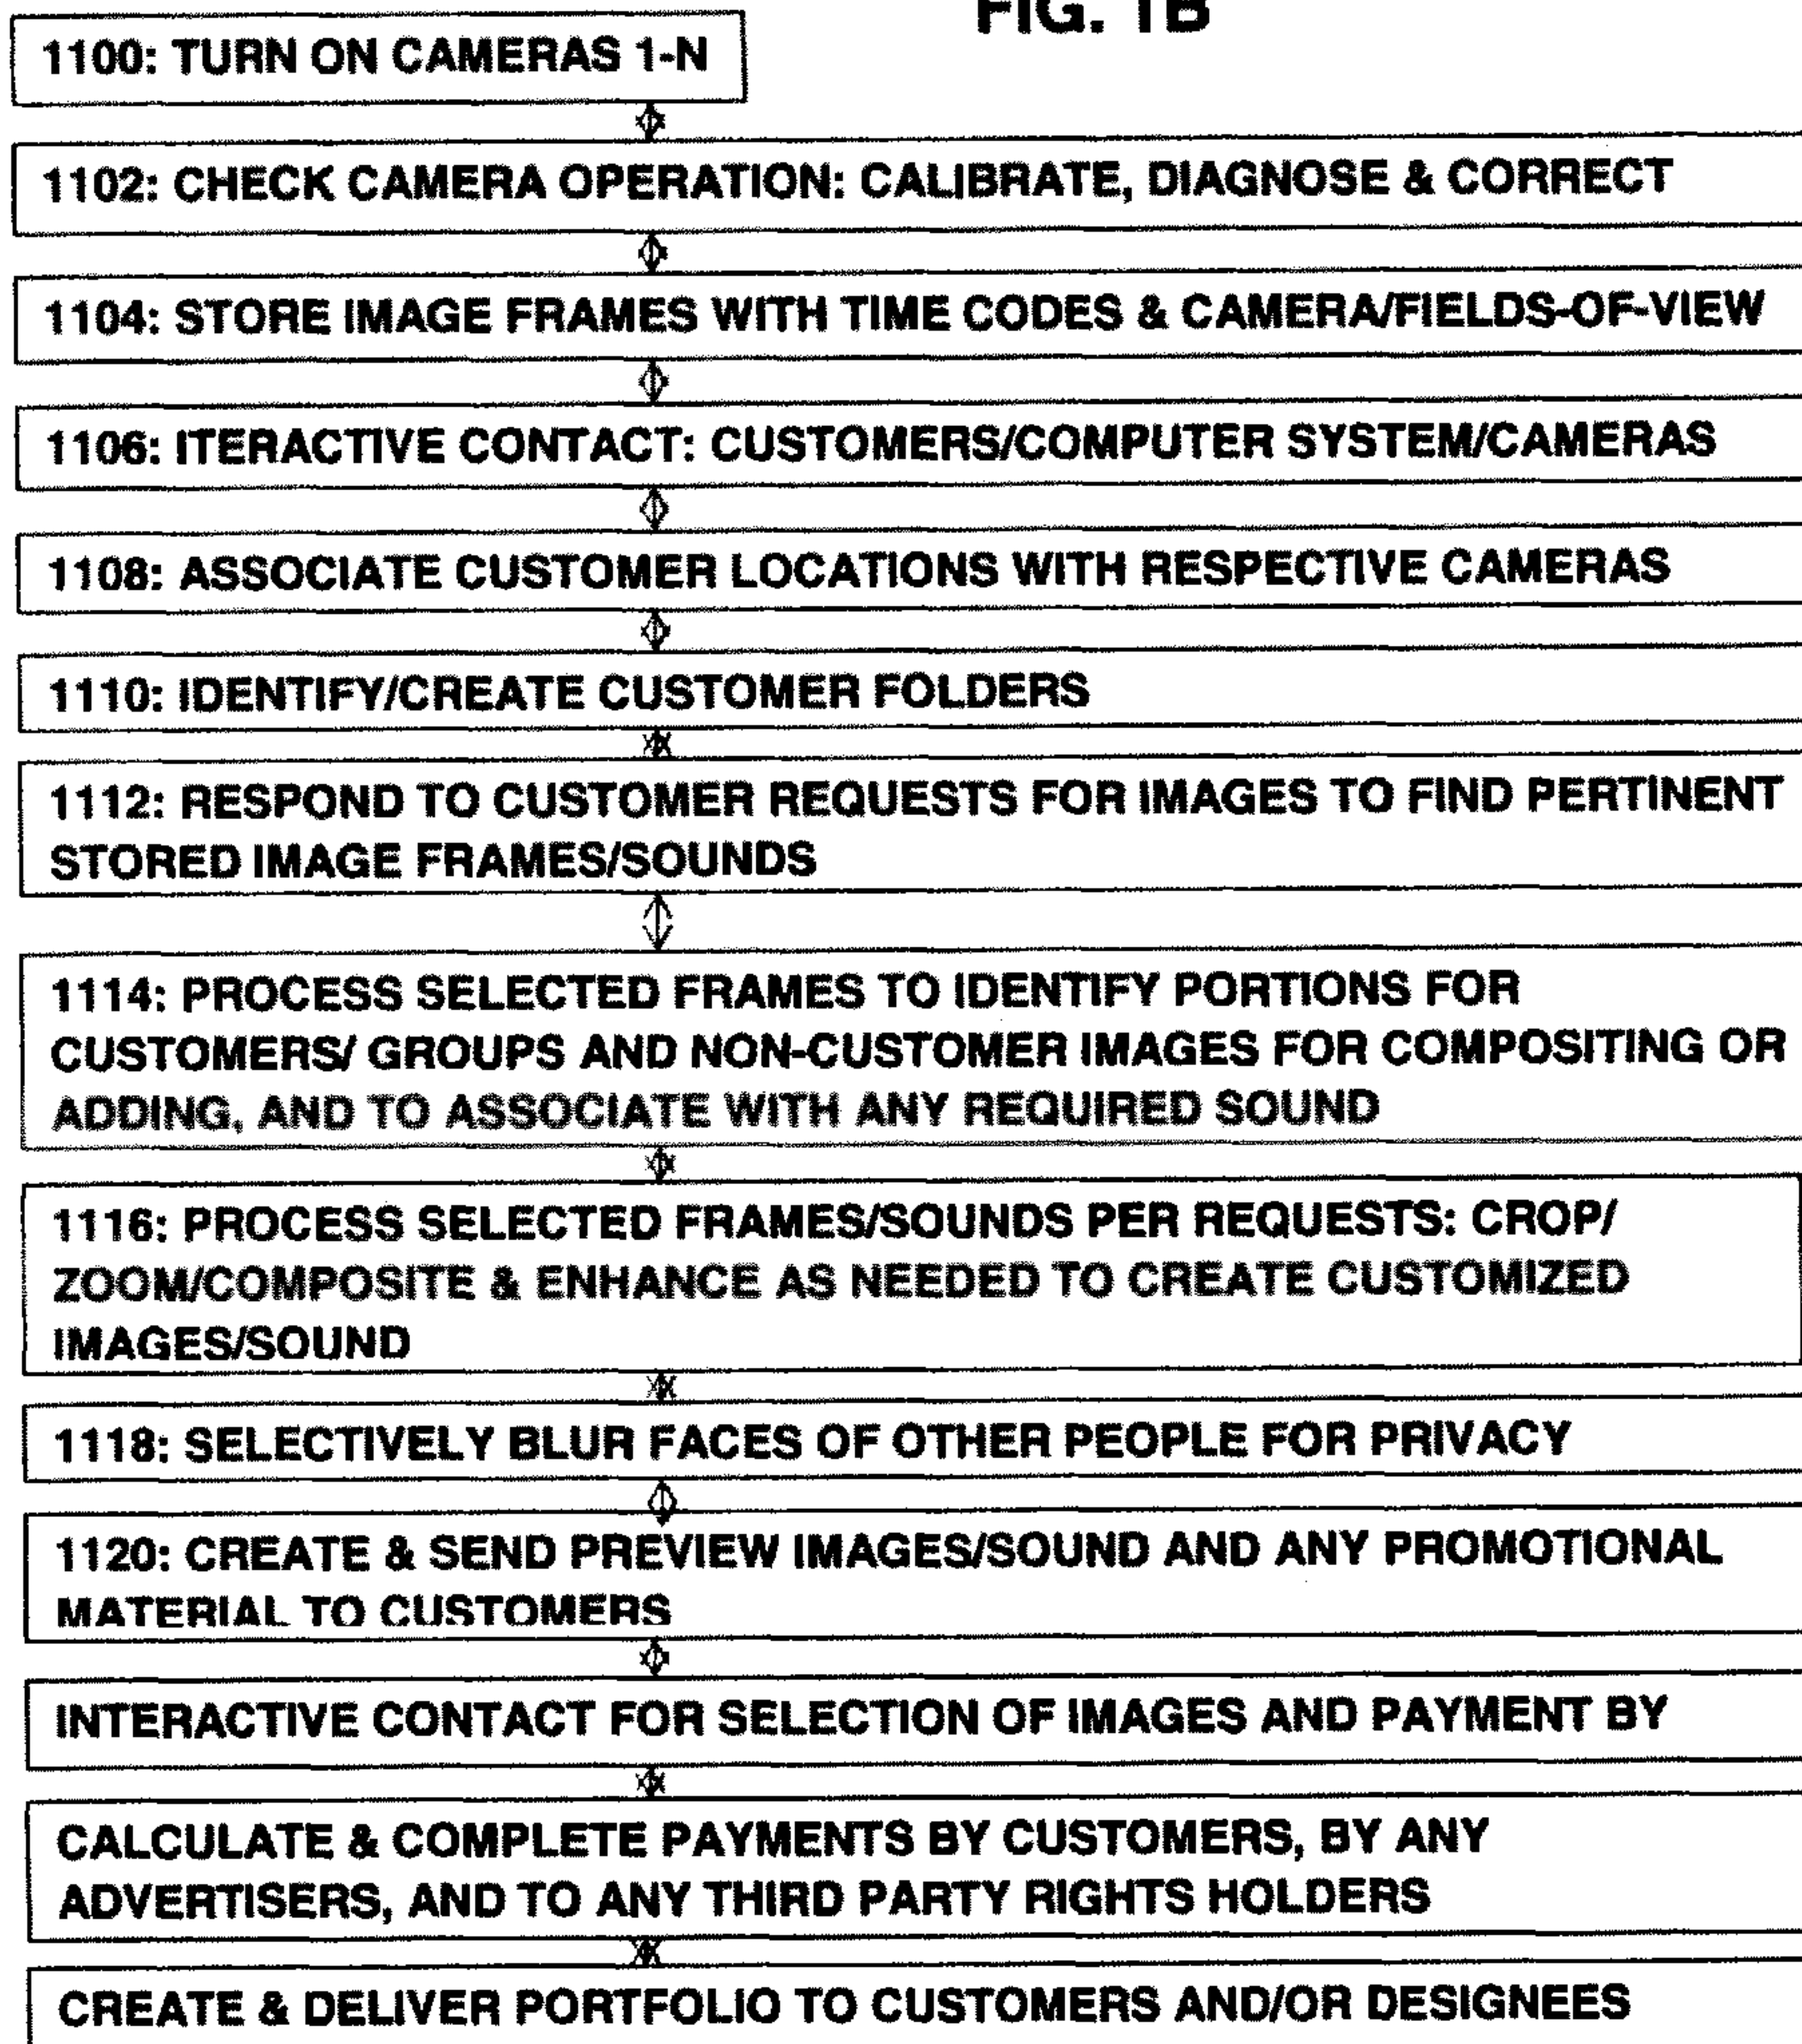 FIG. 1B
1100: TURN ON CAMERAS 1-N
1102: CHECK CAMERA OPERATION: CALIBRATE, DIAGNOSE & CORRECT
1104: STORE IMAGE FRAMES WITH TIME CODES & CAMERA/FIELDS-OF-VIEW
1106: ITERACTIVE CONTACT: CUSTOMERS/COMPUTER SYSTEM/CAMERAS
1108: ASSOCIATE CUSTOMER LOCATIONS WITH RESPECTIVE CAMERAS
1110: IDENTIFY/CREATE CUSTOMER FOLDERS
1112: RESPOND TO CUSTOMER REQUESTS FOR IMAGES TO FIND PERTINENT
STORED IMAGE FRAMES/SOUNDS
1114: PROCESS SELECTED FRAMES TO IDENTIFY PORTIONS FOR
CUSTOMERS/ GROUPS AND NON-CUSTOMER IMAGES FOR COMPOSITING OR
ADDING, AND TO ASSOCIATE WITH ANY REQUIRED SOUND
1116: PROCESS SELECTED FRAMES/SOUNDS PER REQUESTS: CROP/
ZOOM/COMPOSITE & ENHANCE AS NEEDED TO CREATE CUSTOMIZED
IMAGES/SOUND
1118: SELECTIVELY BLUR FACES OF OTHER PEOPLE FOR PRIVACY
1120: CREATE & SEND PREVIEW IMAGES/SOUND AND ANY PROMOTIONAL
MATERIAL TO CUSTOMERS
INTERACTIVE CONTACT FOR SELECTION OF IMAGES AND PAYMENT BY
CALCULATE & COMPLETE PAYMENTS BY CUSTOMERS, BY ANY
ADVERTISERS, AND TO ANY THIRD PARTY RIGHTS HOLDERS
CREATE & DELIVER PORTFOLIO TO CUSTOMERS AND/OR DESIGNEES